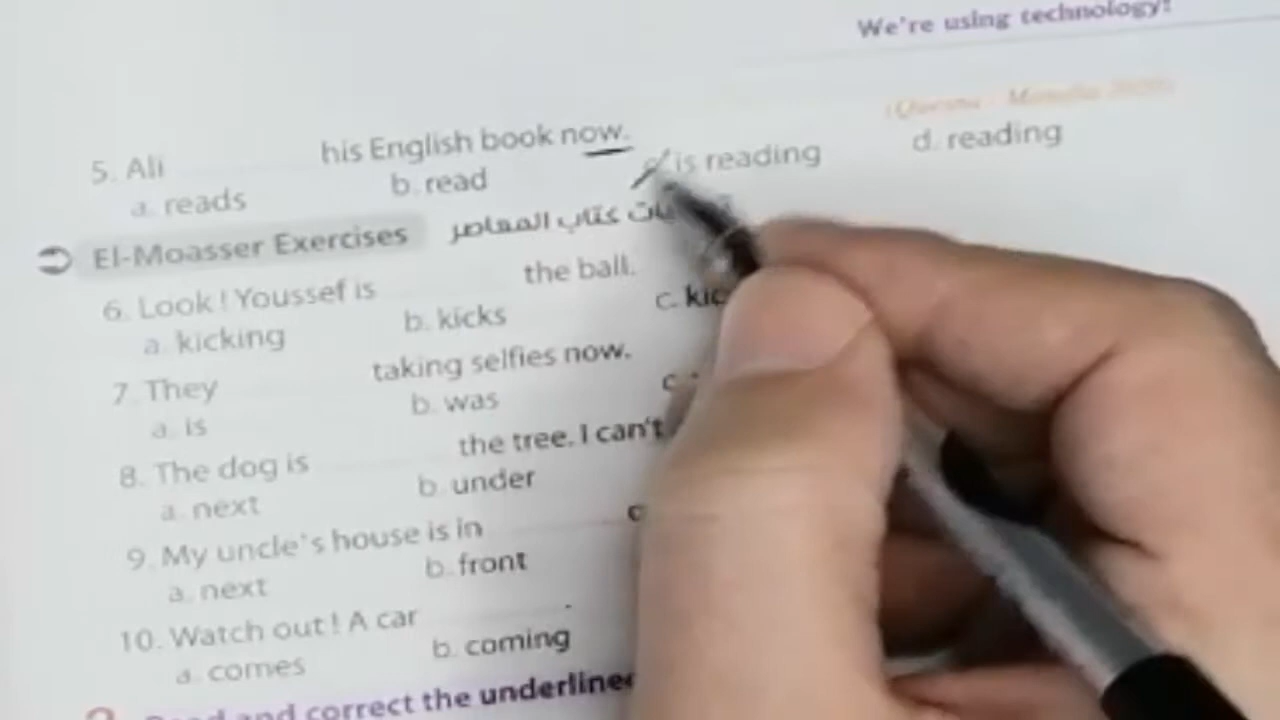 We're using technology!
5. Ali his English book now.
a. reads b. read c. is reading d. reading
El-Moasser Exercises كتاب المعاصر
6. Look! Youssef is the ball.
a. kicking b. kicks c.
7. They taking selfies now.
a. is b. was c.
8. The dog is the tree. I can't
a. next b. under
9. My uncle's house is in
a. next b. front
10. Watch out! A car .
a. comes b. coming
and correct the